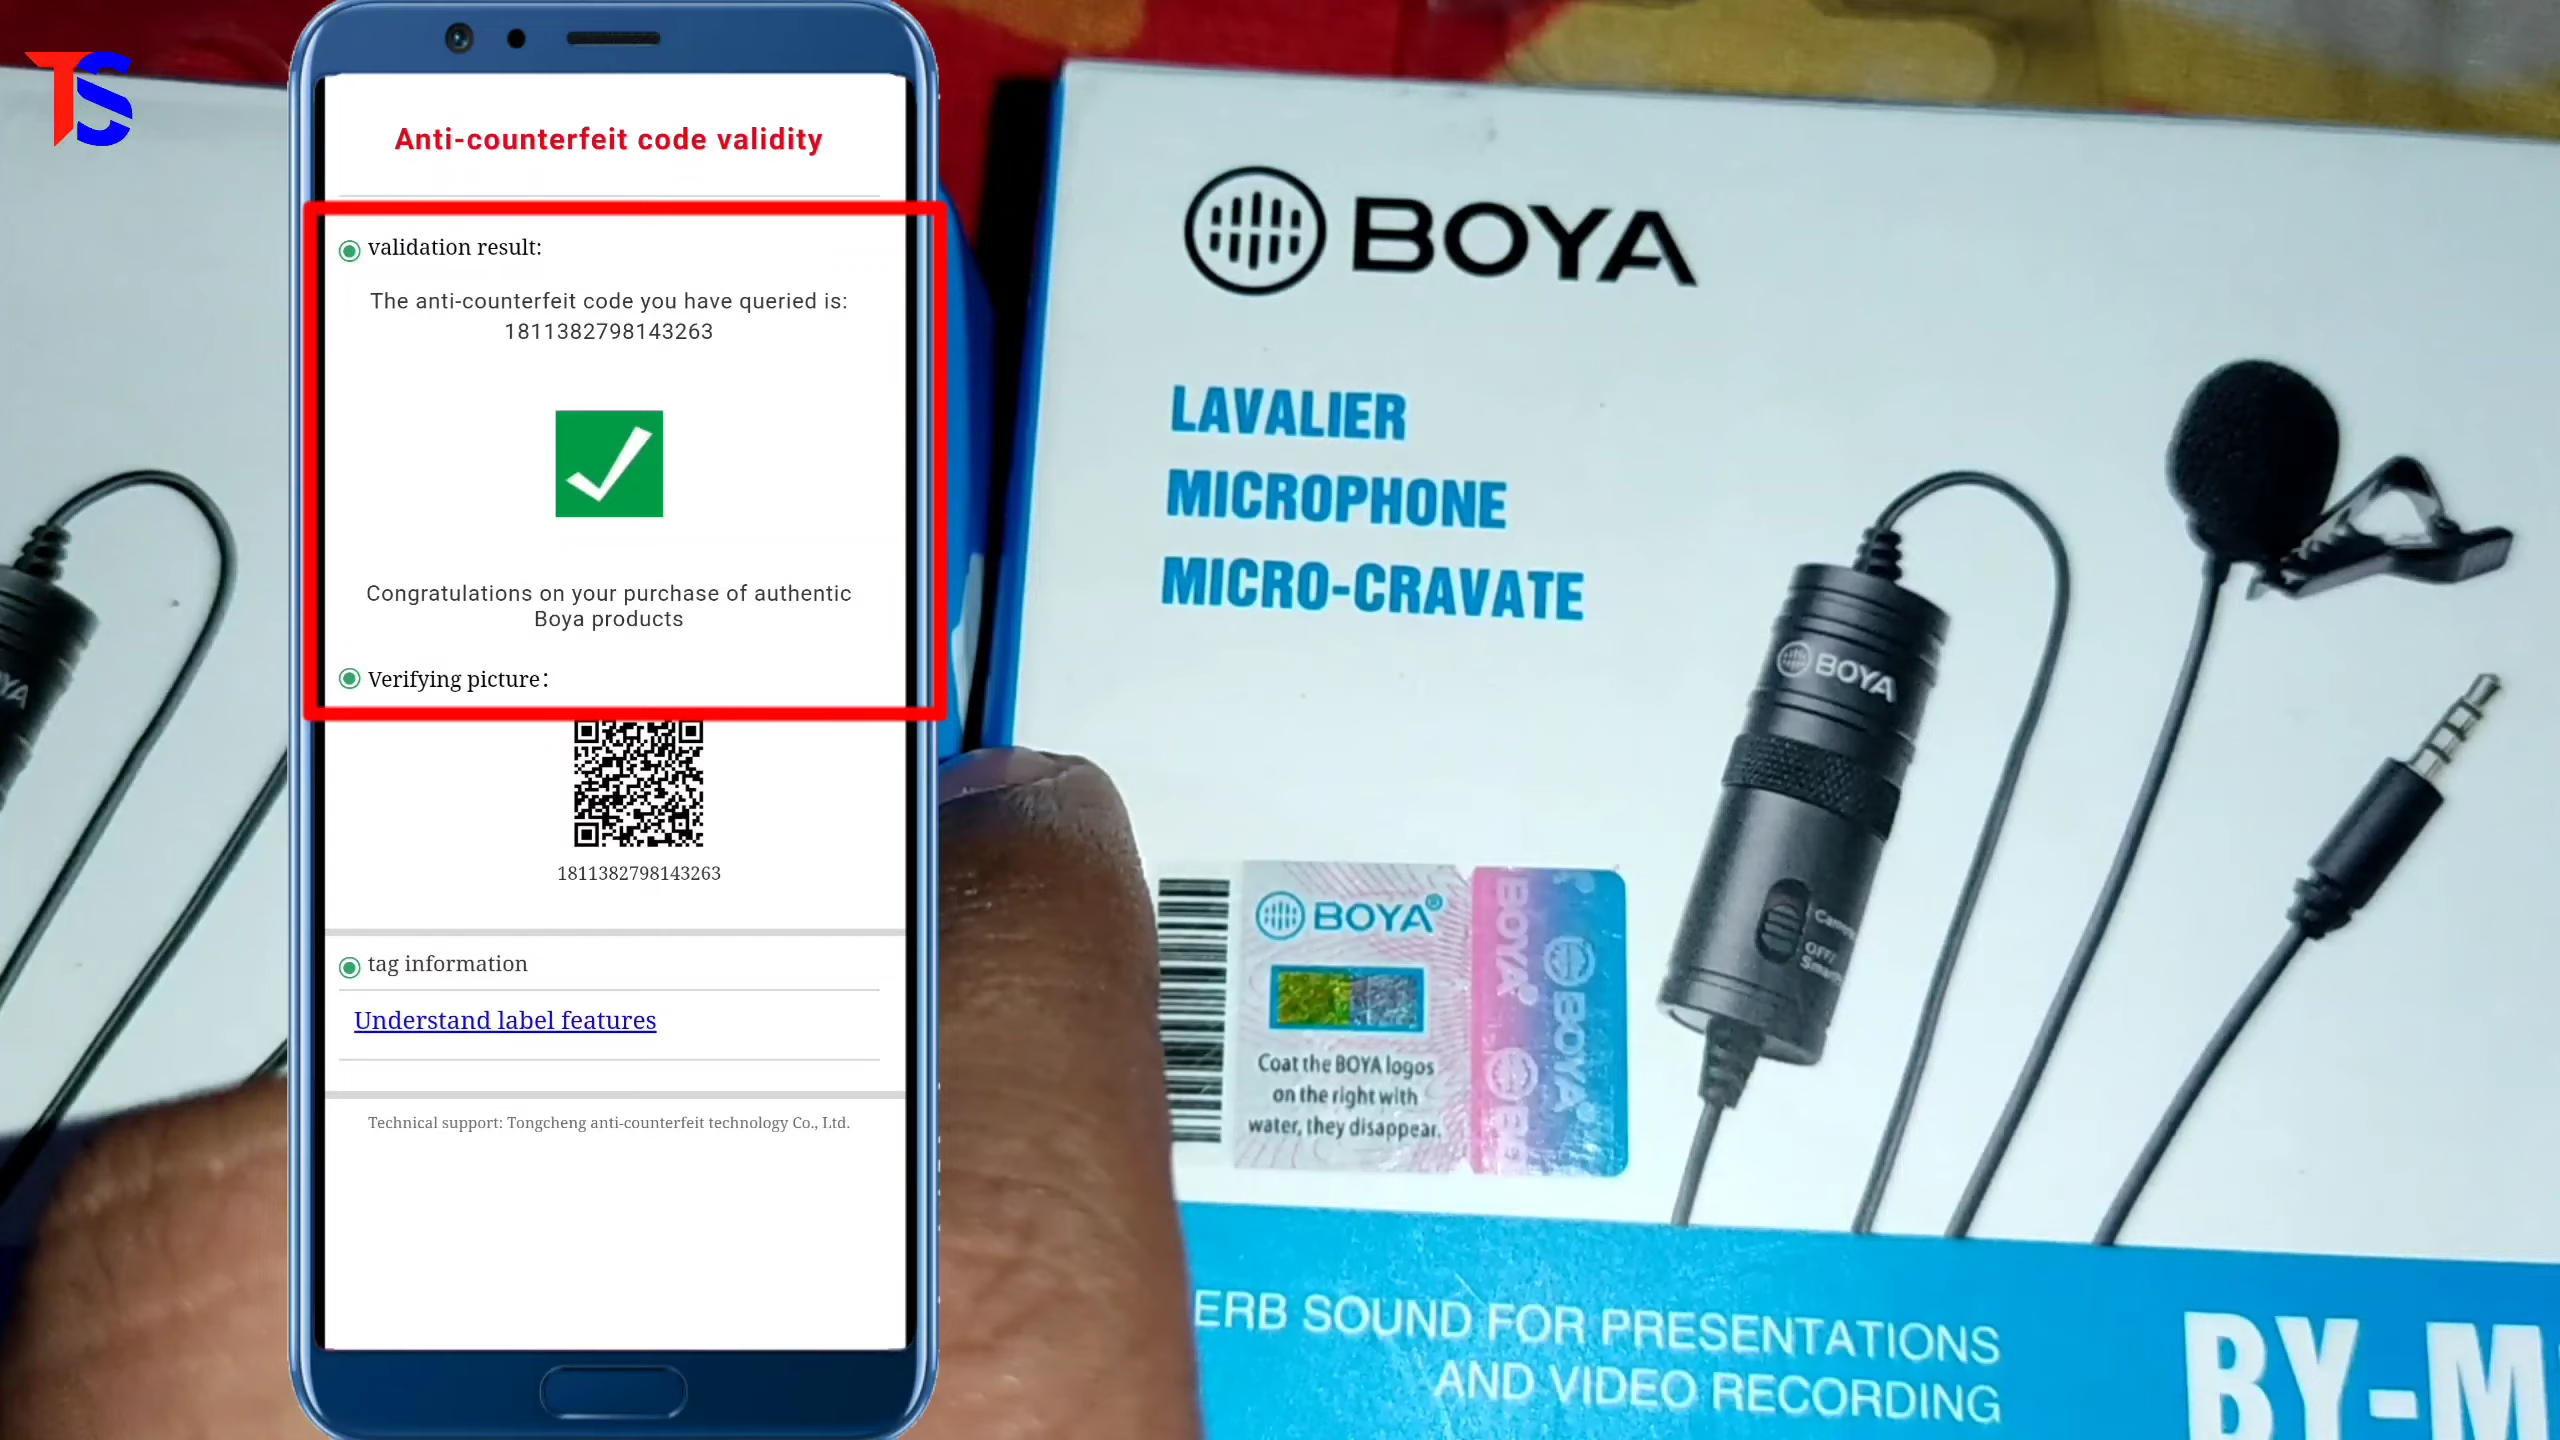 TS
Anti-counterfeit code validity
validation result:
The anti-counterfeit code you have queried is:
1811382798143263
Congratulations on your purchase of authentic
Boya products
Verifying picture:
1811382798143263
tag information
Understand label features
Technical support: Tongcheng anti-counterfeit technology Co., Ltd.
BOYA
LAVALIER
MICROPHONE
MICRO-CRAVATE
BOYA
OFF/
BOYA®
Coat the BOYA logos
on the right with
water, they disappear.
BOYA
BOYA
ERB SOUND FOR PRESENTATIONS
AND VIDEO RECORDING
BY-M